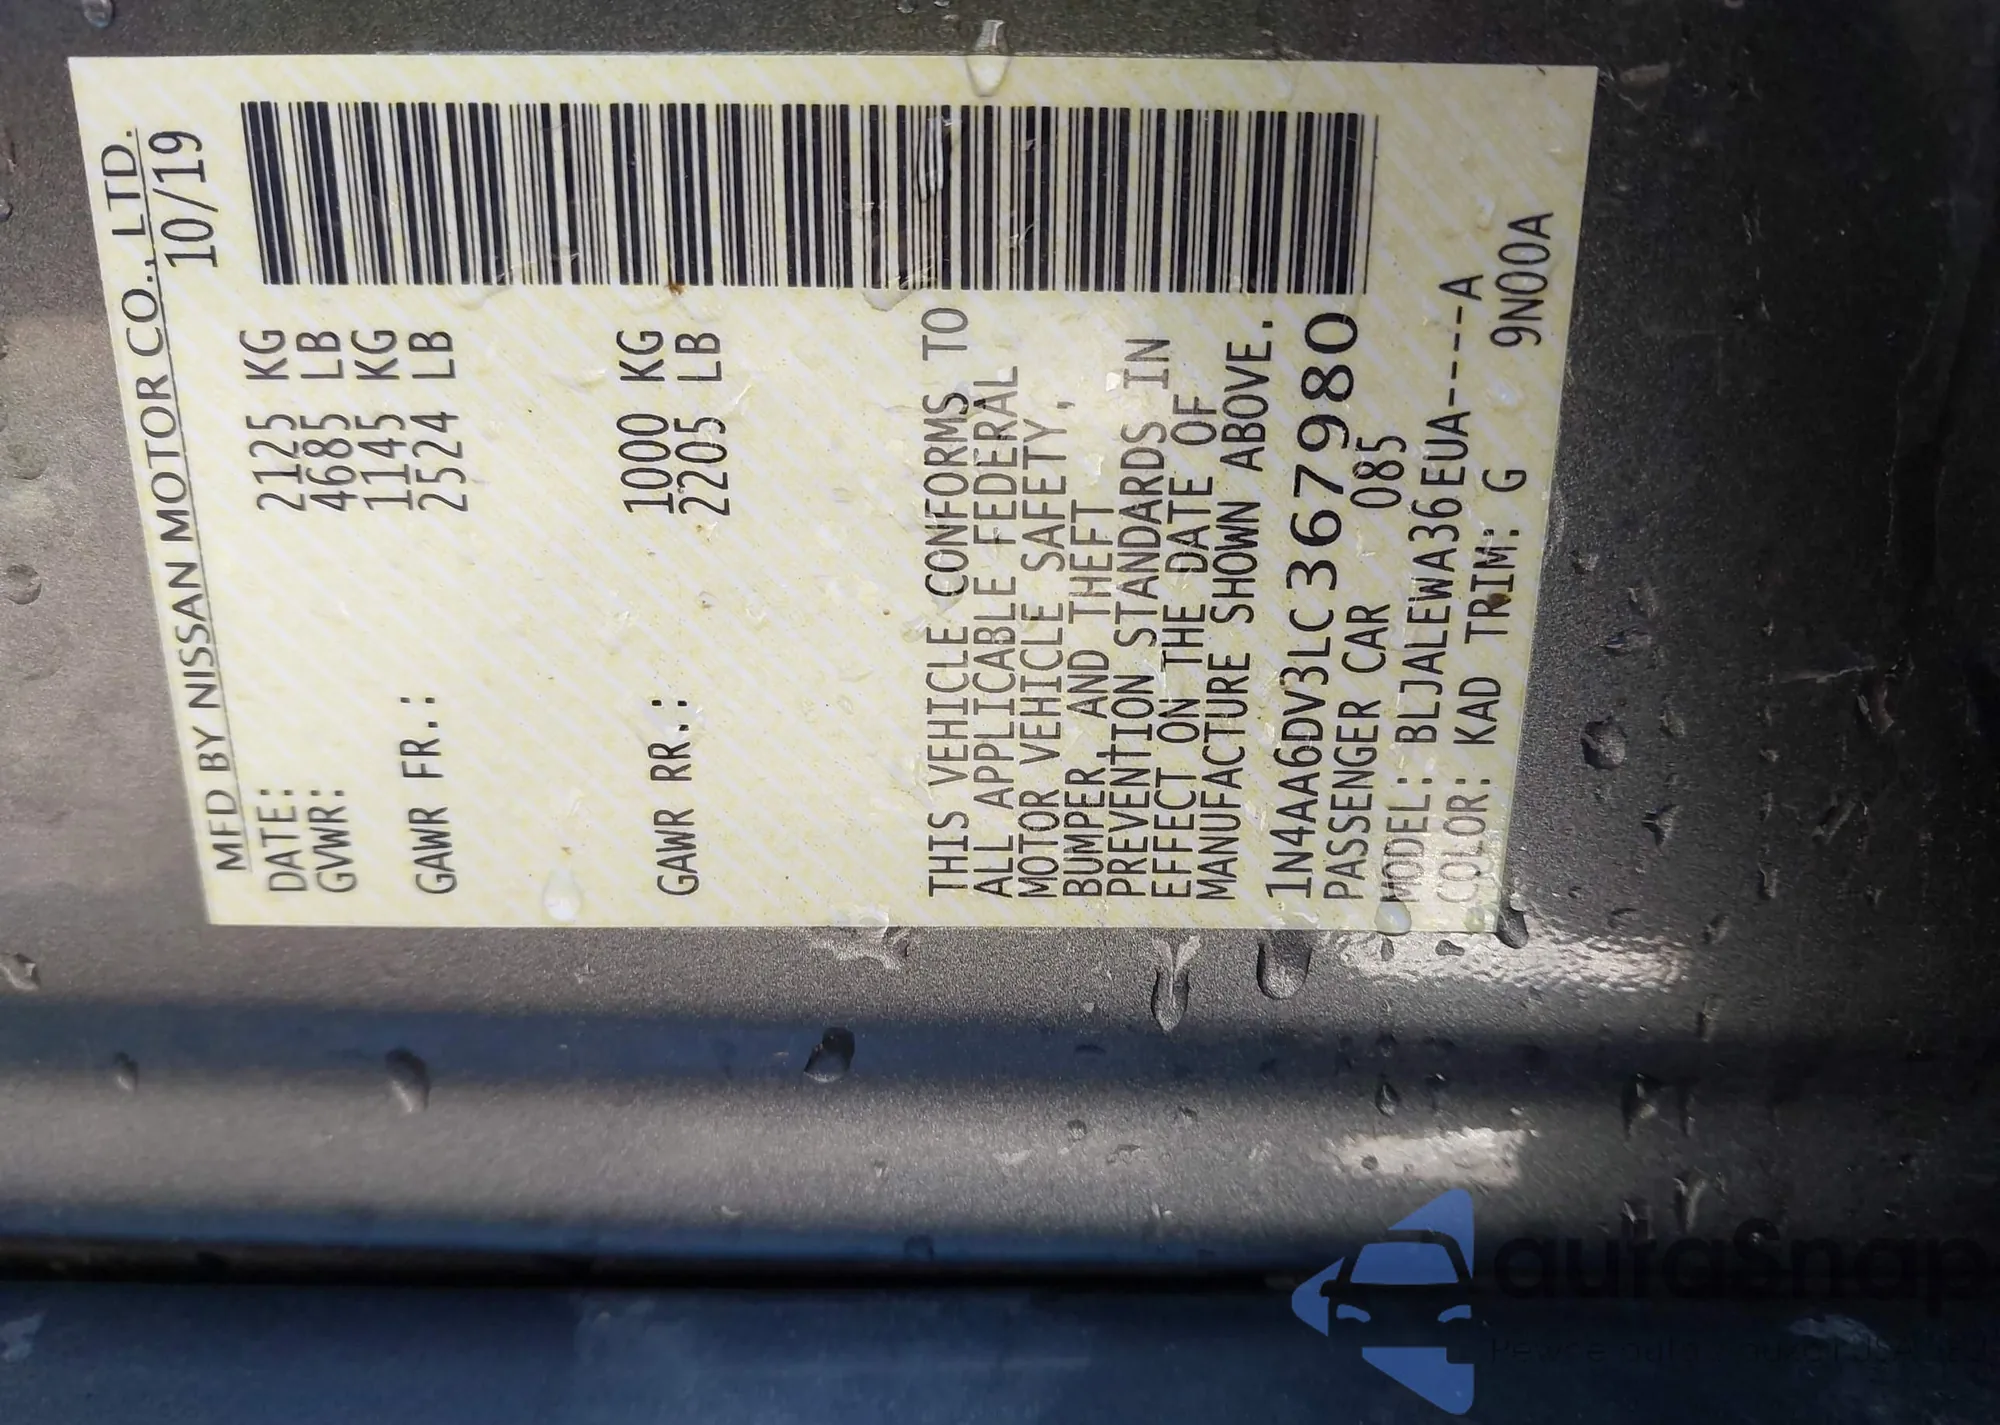 MFD BY NISSAN MOTOR CO., LTD.
DATE: 10/19
GVWR: 2125 KG
4685 LB
GAWR FR.: 1145 KG
2524 LB
GAWR RR.: 1000 KG
2205 LB
THIS VEHICLE CONFORMS TO
ALL APPLICABLE FEDERAL
MOTOR VEHICLE SAFETY,
BUMPER AND THEFT
PREVENTION STANDARDS IN
EFFECT ON THE DATE OF
MANUFACTURE SHOWN ABOVE.
1N4AA6DV3LC367980
PASSENGER CAR 085
MODEL: BLJALEWA36EUA----A
COLOR: KAD TRIM: G 9N00A
autaSnap
Pewne auta